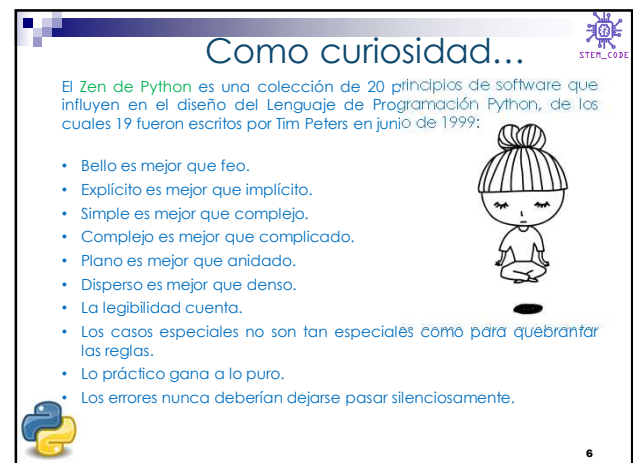 Como curiosidad...
STEM_CODE
El Zen de Python es una colección de 20 principios de software que
influyen en el diseño del Lenguaje de Programación Python, de los
cuales 19 fueron escritos por Tim Peters en junio de 1999:
• Bello es mejor que feo.
• Explícito es mejor que implícito.
• Simple es mejor que complejo.
• Complejo es mejor que complicado.
• Plano es mejor que anidado.
• Disperso es mejor que denso.
• La legibilidad cuenta.
• Los casos especiales no son tan especiales como para quebrantar
las reglas.
• Lo práctico gana a lo puro.
• Los errores nunca deberían dejarse pasar silenciosamente.
6